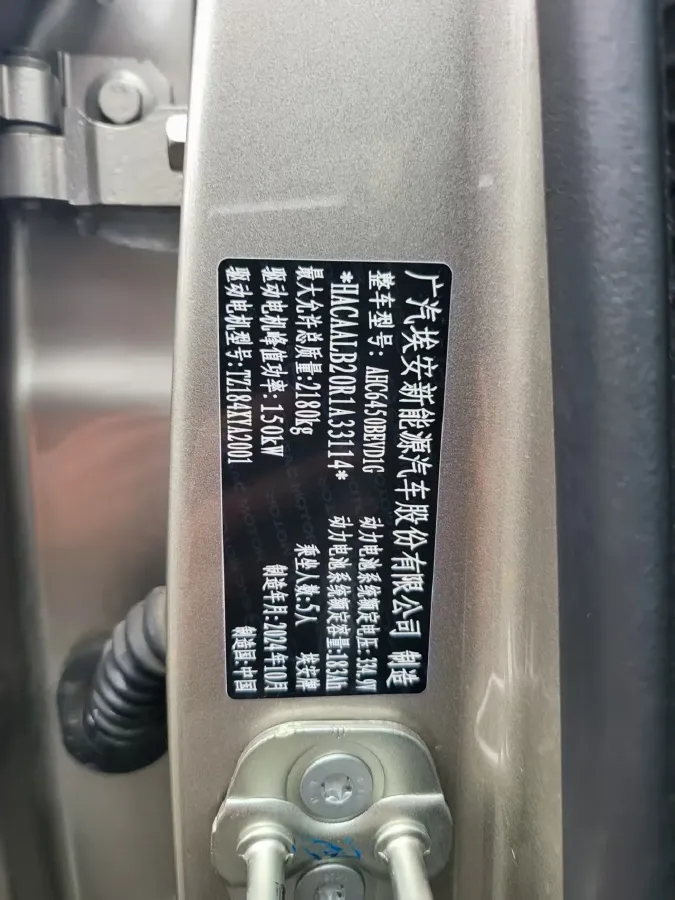 广汽埃安新能源汽车股份有限公司 制造
整车型号: AHC6450BEVD1G 动力电池系统额定电压:334.9V
*HACAALB20R1A33114* 动力电池系统额定容量:183Ah
最大允许总质量:2180kg 乘坐人数:5人 埃安牌
驱动电机峰值功率:150kW 制造年月:2024年10月
驱动电机型号:TZ184XYA2001 制造国:中国